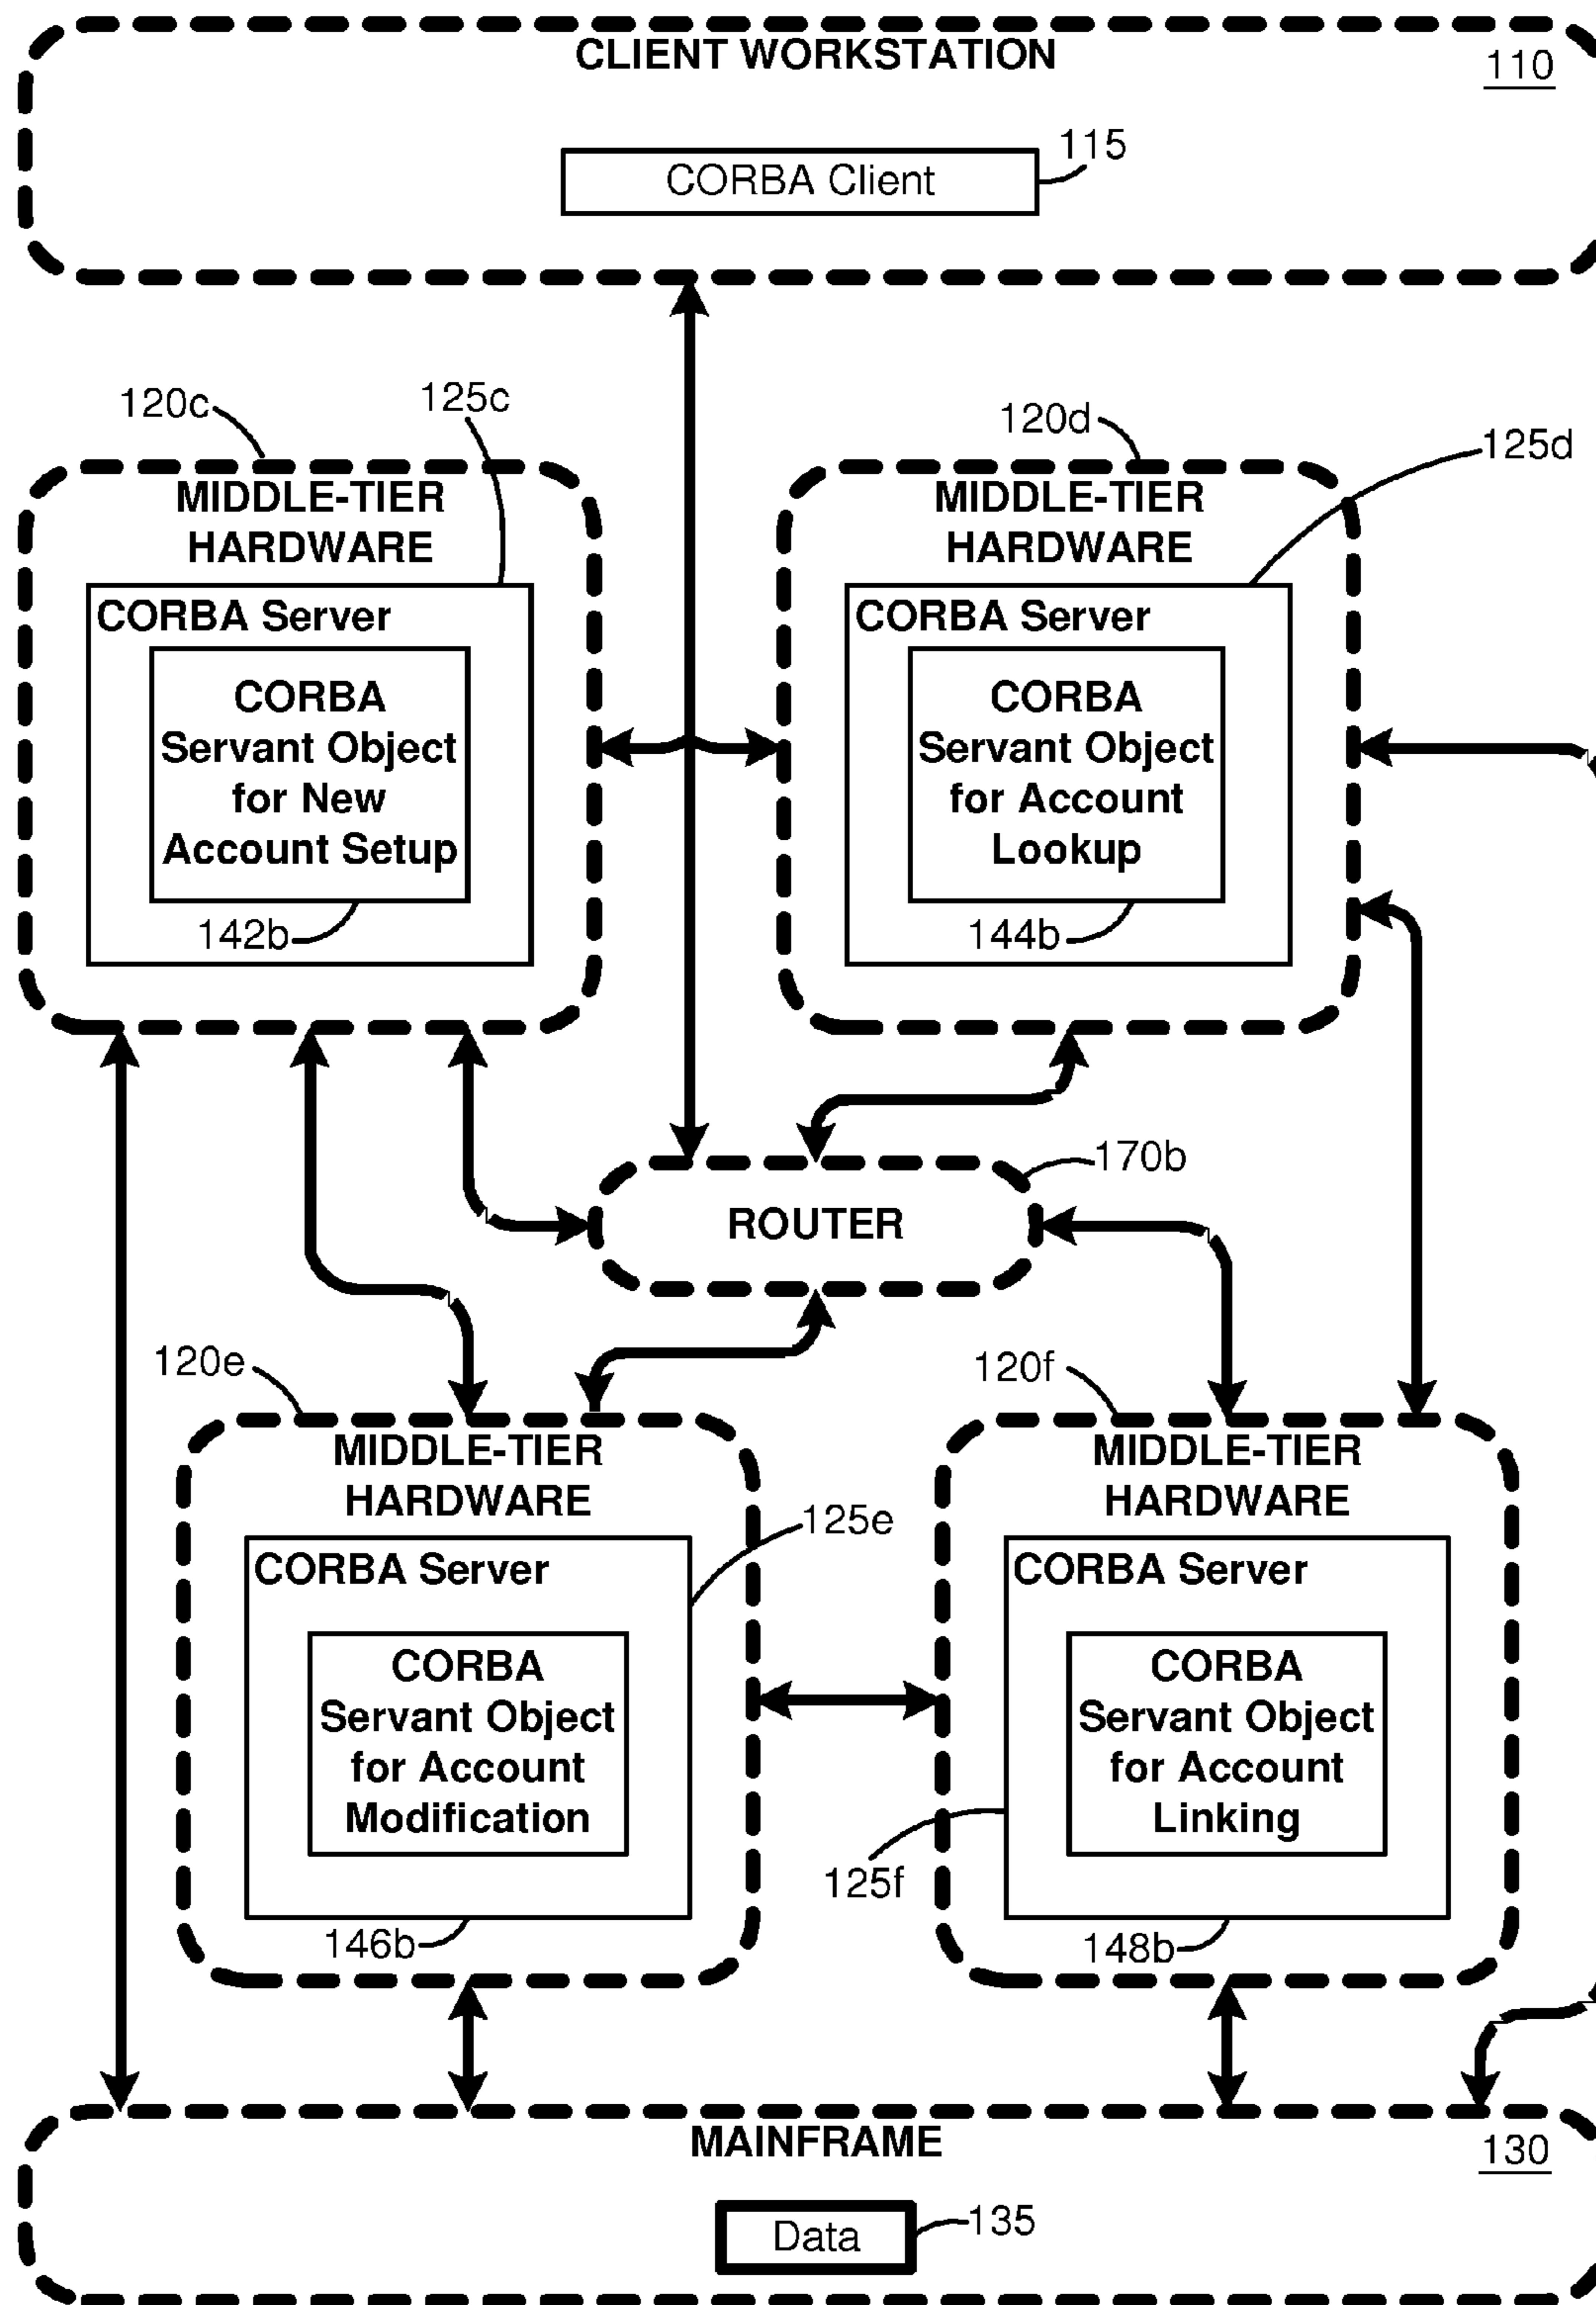 CLIENT WORKSTATION
110
CORBA Client
115
120c
125c
120d
125d
MIDDLE-TIER
HARDWARE
CORBA Server
CORBA
Servant Object
for New
Account Setup
142b
MIDDLE-TIER
HARDWARE
CORBA Server
CORBA
Servant Object
for Account
Lookup
144b
170b
ROUTER
120e
120f
MIDDLE-TIER
HARDWARE
125e
CORBA Server
CORBA
Servant Object
for Account
Modification
146b
MIDDLE-TIER
HARDWARE
CORBA Server
CORBA
Servant Object
for Account
Linking
125f
148b
MAINFRAME
130
Data
135